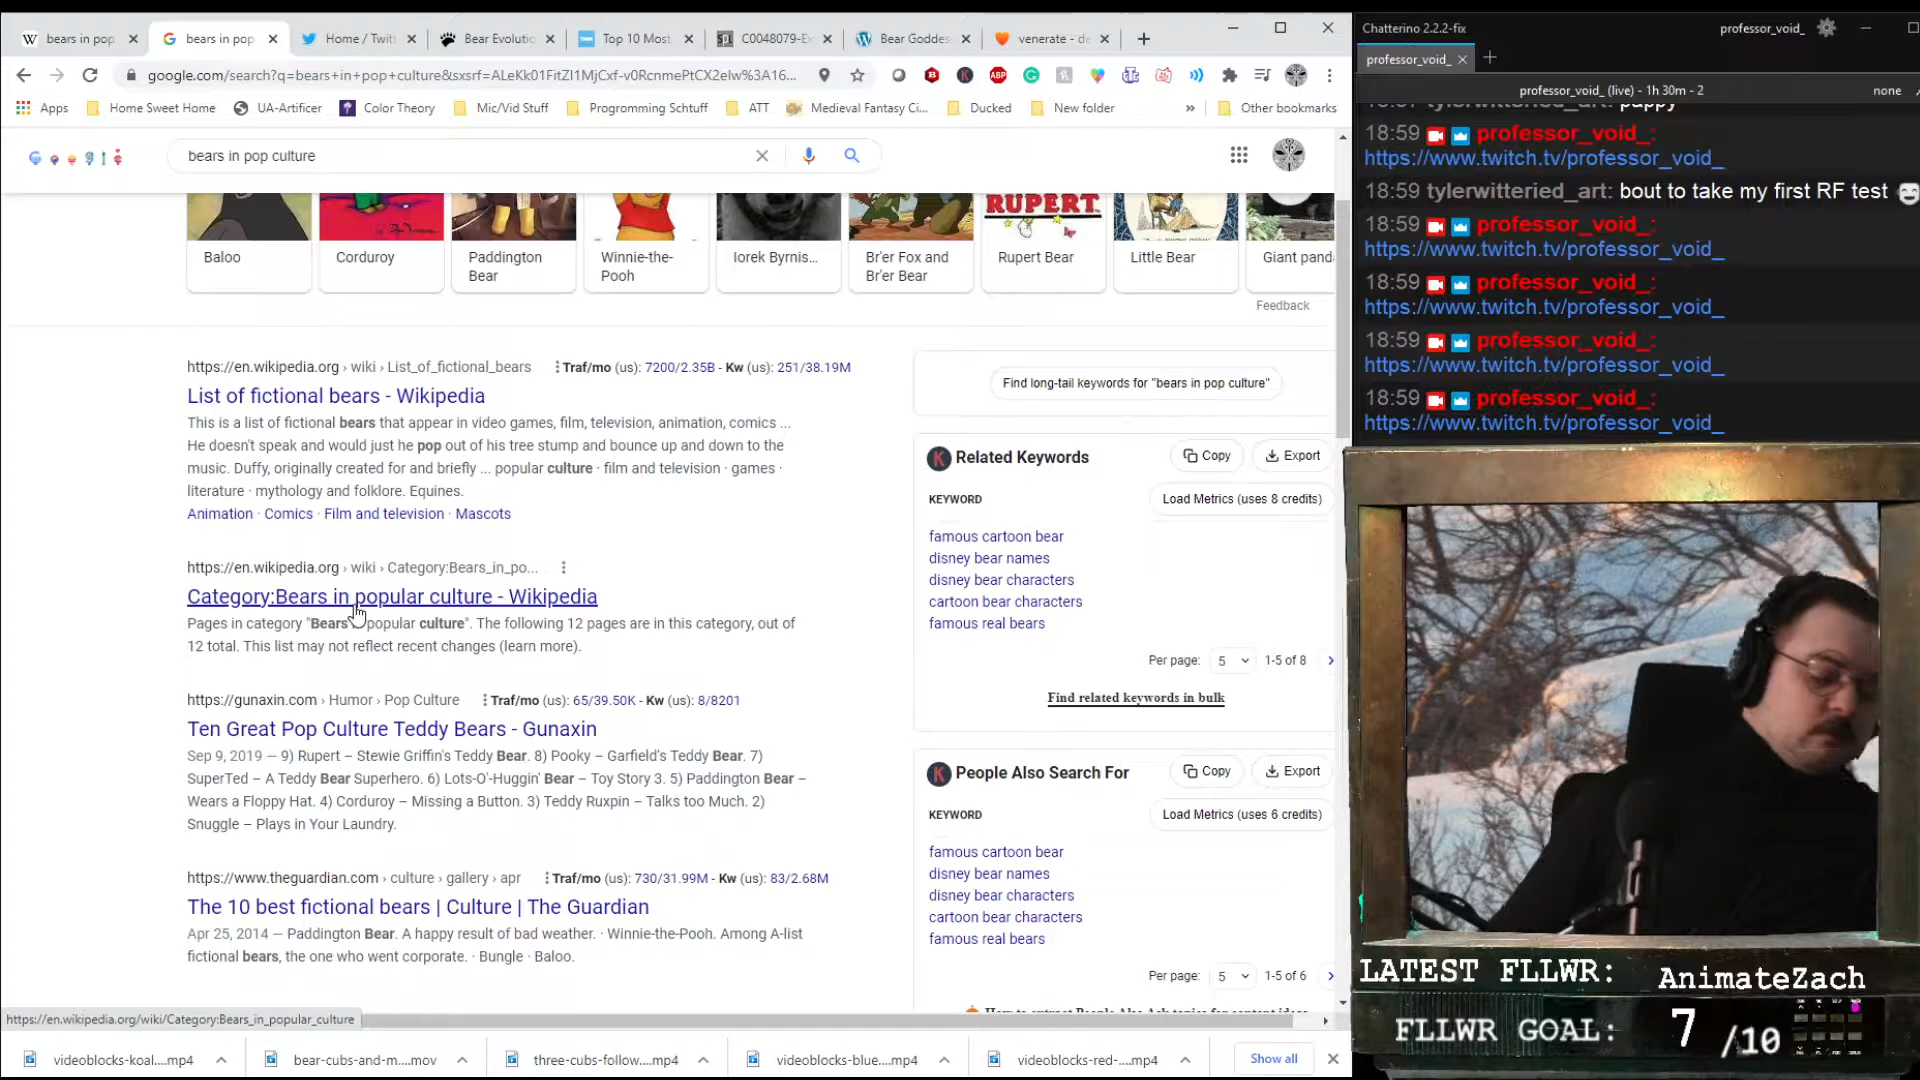 bears in pop
bears in pop
Home / Twit
Bear Evoluti
Top 10 Most
C0048079-E
Bear Goddes
venerate - de
google.com/search?q=bears+in+pop+culture&sxsrf=ALeKk01FitZI1MjCxf-v0RcnmePtCX2eIw%3A16...
Apps
Home Sweet Home
UA-Artificer
Color Theory
Mic/Vid Stuff
Programming Schtuff
ATT
Medieval Fantasy Ci...
Ducked
New folder
»
Other bookmarks
bears in pop culture
RUPERT
Baloo
Corduroy
Paddington
Bear
Winnie-the-
Pooh
Iorek Byrnis...
Br'er Fox and
Br'er Bear
Rupert Bear
Little Bear
Giant pand
Feedback
https://en.wikipedia.org › wiki › List_of_fictional_bears
Traf/mo (us): 7200/2.35B - Kw (us): 251/38.19M
List of fictional bears - Wikipedia
This is a list of fictional bears that appear in video games, film, television, animation, comics ...
He doesn't speak and would just he pop out of his tree stump and bounce up and down to the
music. Duffy, originally created for and briefly ... popular culture · film and television · games ·
literature · mythology and folklore. Equines.
Animation · Comics · Film and television · Mascots
https://en.wikipedia.org › wiki › Category:Bears_in_po...
Category:Bears in popular culture - Wikipedia
Pages in category "Bears popular culture". The following 12 pages are in this category, out of
12 total. This list may not reflect recent changes (learn more).
https://gunaxin.com › Humor › Pop Culture
Traf/mo (us): 65/39.50K - Kw (us): 8/8201
Ten Great Pop Culture Teddy Bears - Gunaxin
Sep 9, 2019 — 9) Rupert – Stewie Griffin's Teddy Bear. 8) Pooky – Garfield's Teddy Bear. 7)
SuperTed – A Teddy Bear Superhero. 6) Lots-O'-Huggin' Bear – Toy Story 3. 5) Paddington Bear –
Wears a Floppy Hat. 4) Corduroy – Missing a Button. 3) Teddy Ruxpin – Talks too Much. 2)
Snuggle – Plays in Your Laundry.
https://www.theguardian.com › culture › gallery › apr
Traf/mo (us): 730/31.99M - Kw (us): 83/2.68M
The 10 best fictional bears | Culture | The Guardian
Apr 25, 2014 — Paddington Bear. A happy result of bad weather. · Winnie-the-Pooh. Among A-list
fictional bears, the one who went corporate. · Bungle · Baloo.
Find long-tail keywords for "bears in pop culture"
Related Keywords
Copy
Export
KEYWORD
Load Metrics (uses 8 credits)
famous cartoon bear
disney bear names
disney bear characters
cartoon bear characters
famous real bears
Per page:
5
1-5 of 8
Find related keywords in bulk
People Also Search For
Copy
Export
KEYWORD
Load Metrics (uses 6 credits)
famous cartoon bear
disney bear names
disney bear characters
cartoon bear characters
famous real bears
Per page:
5
1-5 of 6
https://en.wikipedia.org/wiki/Category:Bears_in_popular_culture
videoblocks-koal....mp4
bear-cubs-and-m....mov
three-cubs-follow....mp4
videoblocks-blue....mp4
videoblocks-red-....mp4
Show all
Chatterino 2.2.2-fix
professor_void_
professor_void_
professor_void_ (live) - 1h 30m - 2
none
tylerwitteried_art: puppy
18:59 professor_void_:
https://www.twitch.tv/professor_void_
18:59 tylerwitteried_art: bout to take my first RF test
18:59 professor_void_:
https://www.twitch.tv/professor_void_
18:59 professor_void_:
https://www.twitch.tv/professor_void_
18:59 professor_void_:
https://www.twitch.tv/professor_void_
18:59 professor_void_:
https://www.twitch.tv/professor_void_
LATEST FLLWR: AnimateZach
FLLWR GOAL: 7 /10